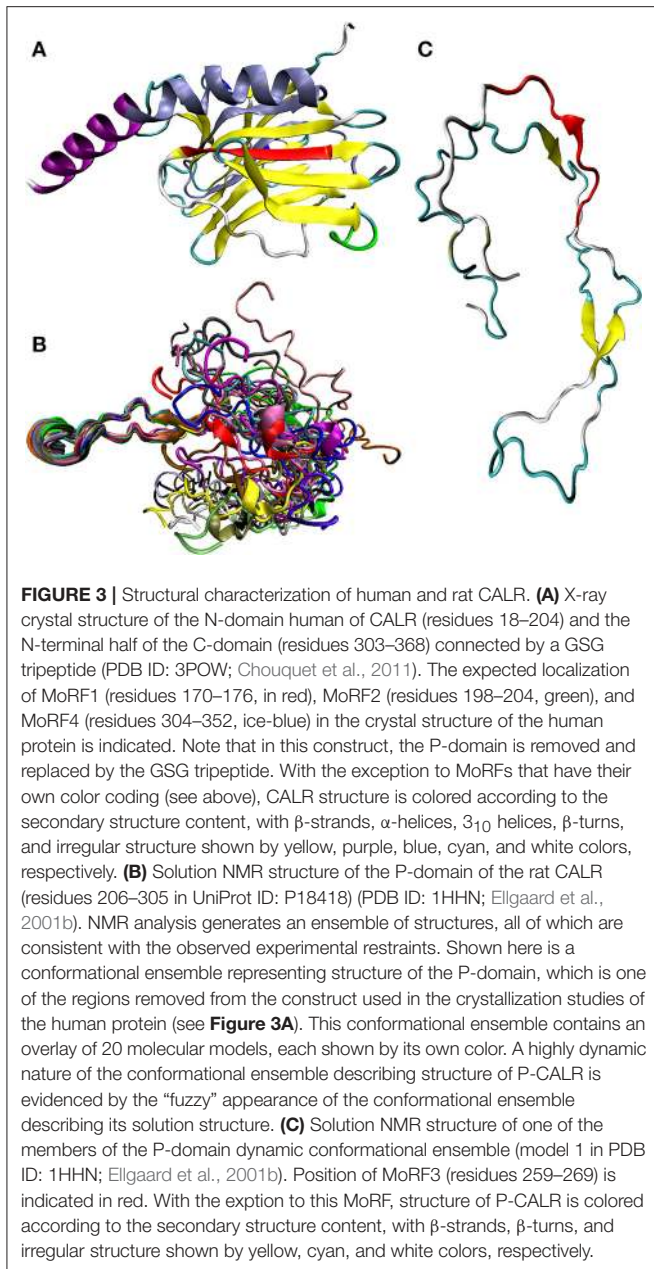 A
C
B
FIGURE 3 | Structural characterization of human and rat CALR. (A) X-ray
crystal structure of the N-domain human of CALR (residues 18–204) and the
N-terminal half of the C-domain (residues 303–368) connected by a GSG
tripeptide (PDB ID: 3POW; Chouquet et al., 2011). The expected localization
of MoRF1 (residues 170–176, in red), MoRF2 (residues 198–204, green), and
MoRF4 (residues 304–352, ice-blue) in the crystal structure of the human
protein is indicated. Note that in this construct, the P-domain is removed and
replaced by the GSG tripeptide. With the exception to MoRFs that have their
own color coding (see above), CALR structure is colored according to the
secondary structure content, with β-strands, α-helices, 3₁₀ helices, β-turns,
and irregular structure shown by yellow, purple, blue, cyan, and white colors,
respectively. (B) Solution NMR structure of the P-domain of the rat CALR
(residues 206–305 in UniProt ID: P18418) (PDB ID: 1HHN; Ellgaard et al.,
2001b). NMR analysis generates an ensemble of structures, all of which are
consistent with the observed experimental restraints. Shown here is a
conformational ensemble representing structure of the P-domain, which is one
of the regions removed from the construct used in the crystallization studies of
the human protein (see Figure 3A). This conformational ensemble contains an
overlay of 20 molecular models, each shown by its own color. A highly dynamic
nature of the conformational ensemble describing structure of P-CALR is
evidenced by the “fuzzy” appearance of the conformational ensemble
describing its solution structure. (C) Solution NMR structure of one of the
members of the P-domain dynamic conformational ensemble (model 1 in PDB
ID: 1HHN; Ellgaard et al., 2001b). Position of MoRF3 (residues 259–269) is
indicated in red. With the exption to this MoRF, structure of P-CALR is colored
according to the secondary structure content, with β-strands, β-turns, and
irregular structure shown by yellow, cyan, and white colors, respectively.